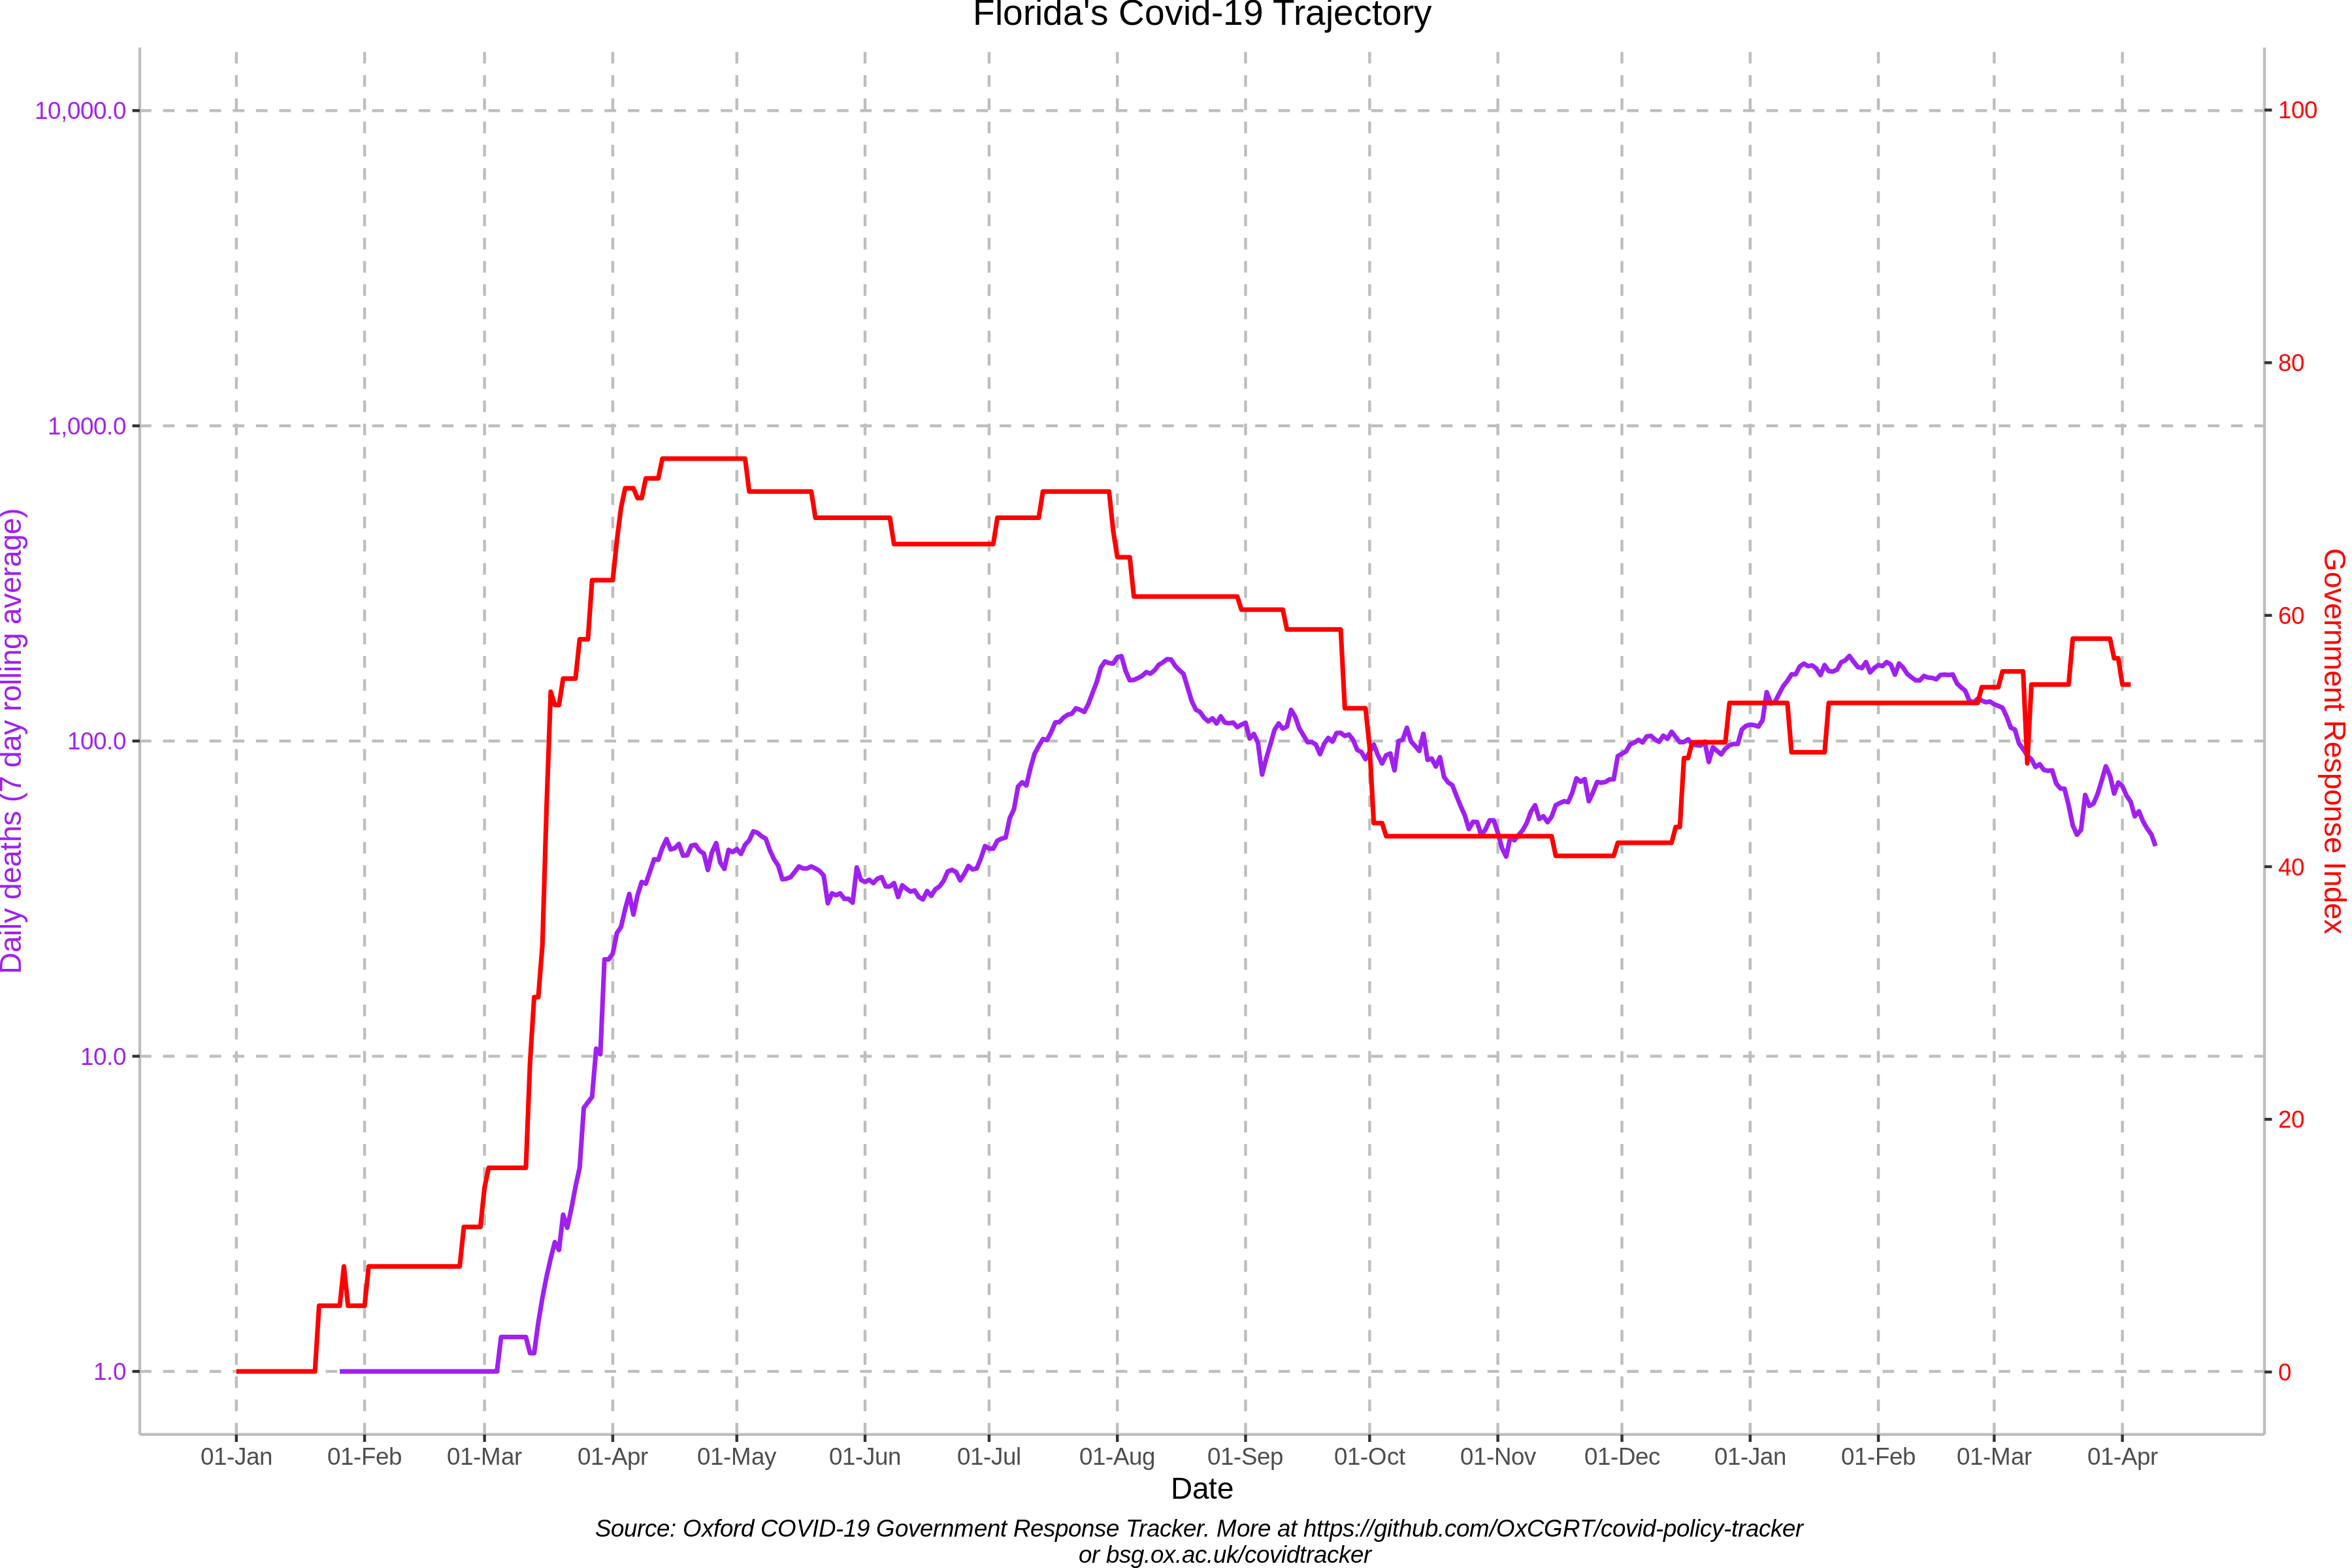 Florida's Covid-19 Trajectory
10,000.0
1,000.0
100.0
10.0
1.0
Daily deaths (7 day rolling average)
100
80
60
40
20
0
Government Response Index
01-Jan 01-Feb 01-Mar 01-Apr 01-May 01-Jun 01-Jul 01-Aug 01-Sep 01-Oct 01-Nov 01-Dec 01-Jan 01-Feb 01-Mar 01-Apr
Date
Source: Oxford COVID-19 Government Response Tracker. More at https://github.com/OxCGRT/covid-policy-tracker
or bsg.ox.ac.uk/covidtracker